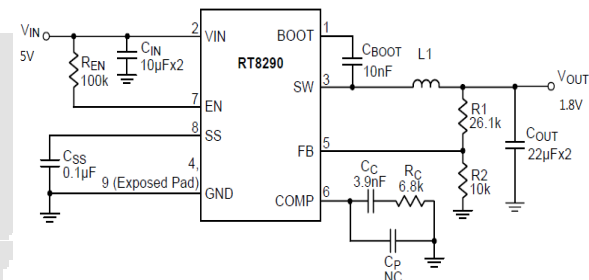 VIN
5V
REN
100k
CIN
10µFx2
2
VIN
BOOT
1
RT8290
CBOOT
10nF
L1
SW
3
VOUT
1.8V
7
EN
R1
26.1k
COUT
22µFx2
8
SS
CSS
0.1µF
FB
5
R2
10k
4,
9 (Exposed Pad)
GND
COMP
6
CC
3.9nF
RC
6.8k
CP
NC